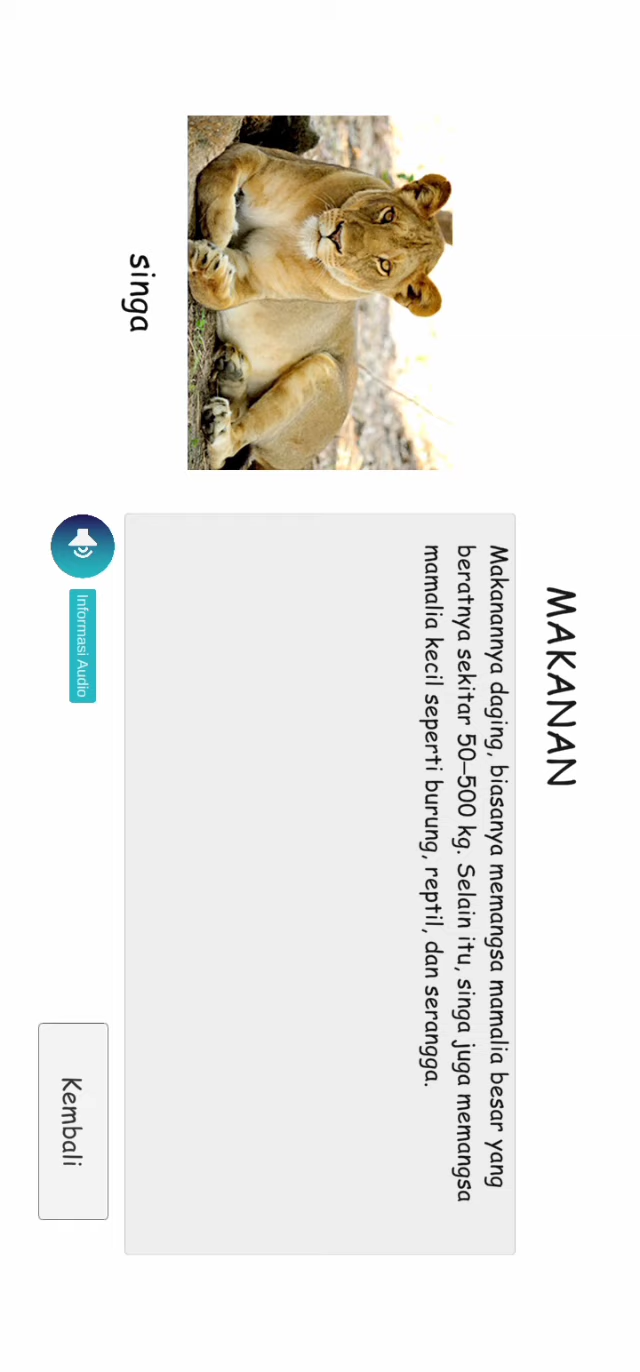 MAKANAN
singa
Makanannya daging, biasanya memangsa mamalia besar yang
beratnya sekitar 50–500 kg. Selain itu, singa juga memangsa
mamalia kecil seperti burung, reptil, dan serangga.
Informasi Audio
Kembali